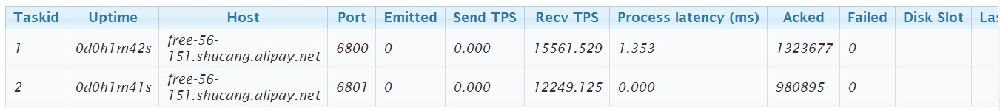 Taskid Uptime Host Port Emitted Send TPS Recv TPS Process latency (ms) Acked Failed Disk Slot
free-56-
1 0d0h1m42s 151.shucang.alipay.net 6800 0 0.000 15561.529 1.353 1323677 0
free-56-
2 0d0h1m41s 151.shucang.alipay.net 6801 0 0.000 12249.125 0.000 980895 0